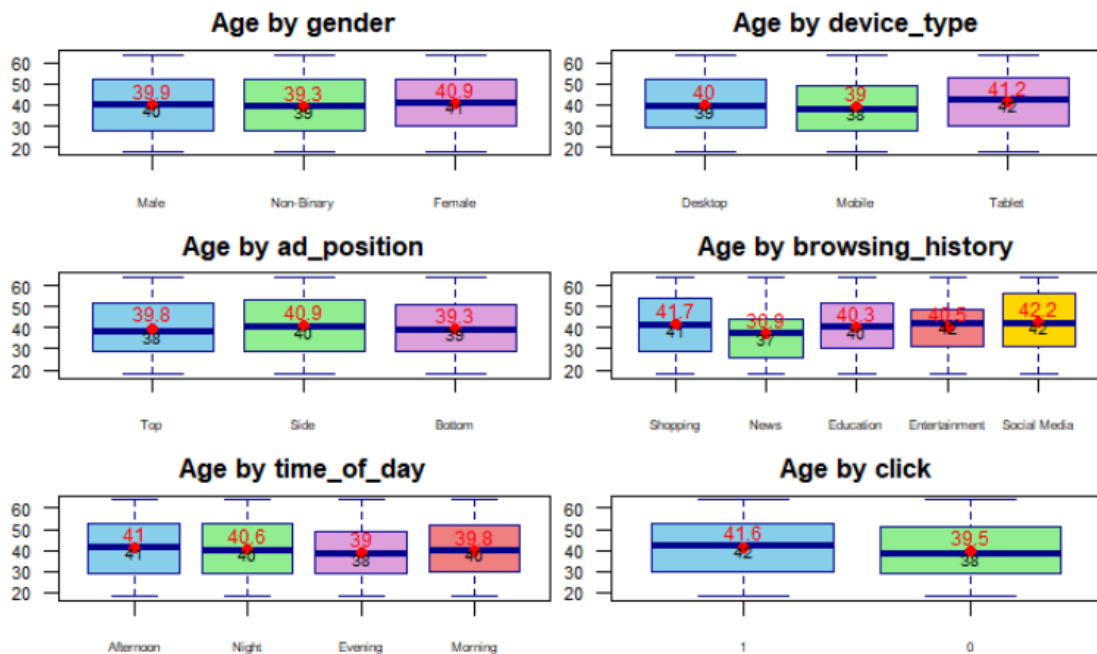 Age by gender
60
50
40
30
20
39.9
40
39.3
39
40.9
41
Male
Non-Binary
Female
Age by device_type
60
50
40
30
20
40
39
39
38
41.2
42
Desktop
Mobile
Tablet
Age by ad_position
60
50
40
30
20
39.8
38
40.9
40
39.3
39
Top
Side
Bottom
Age by browsing_history
60
50
40
30
20
41.7
41
37
40.3
40
40.5
42
42.2
42
Shopping
News
Education
Entertainment
Social Media
Age by time_of_day
60
50
40
30
20
41
41
40.6
40
39
38
39.8
40
Afternoon
Night
Evening
Morning
Age by click
60
50
40
30
20
41.6
42
39.5
38
1
0